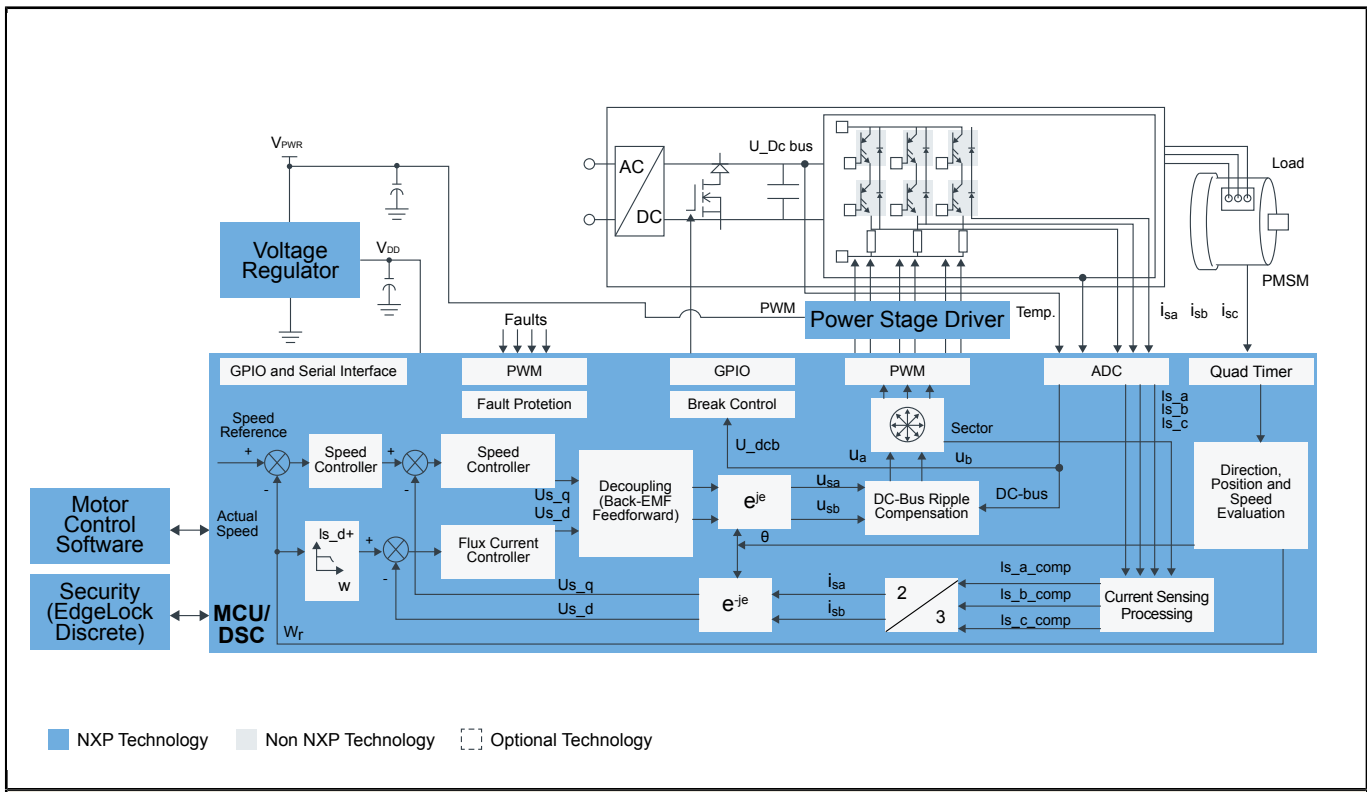 VPWR
U_Dc bus
Load
AC
DC
Voltage
Regulator
VDD
PMSM
PWM
Power Stage Driver
Temp.
isa isb isc
Faults
GPIO and Serial Interface
PWM
GPIO
PWM
ADC
Quad Timer
Fault Protetion
Break Control
Is_a
Is_b
Is_c
Speed
Reference
+
-
Speed
Controller
+
-
Speed
Controller
U_dcb
ua
ub
Sector
Decoupling
(Back-EMF
Feedforward)
Us_q
Us_d
eje
usa
usb
DC-Bus Ripple
Compensation
DC-bus
Direction,
Position and
Speed
Evaluation
Motor
Control
Software
Actual
Speed
Is_d+
w
+
-
Flux Current
Controller
θ
Security
(EdgeLock
Discrete)
MCU/
DSC
Wr
Us_q
Us_d
e-je
isa
isb
2
3
Is_a_comp
Is_b_comp
Is_c_comp
Current Sensing
Processing
NXP Technology
Non NXP Technology
Optional Technology